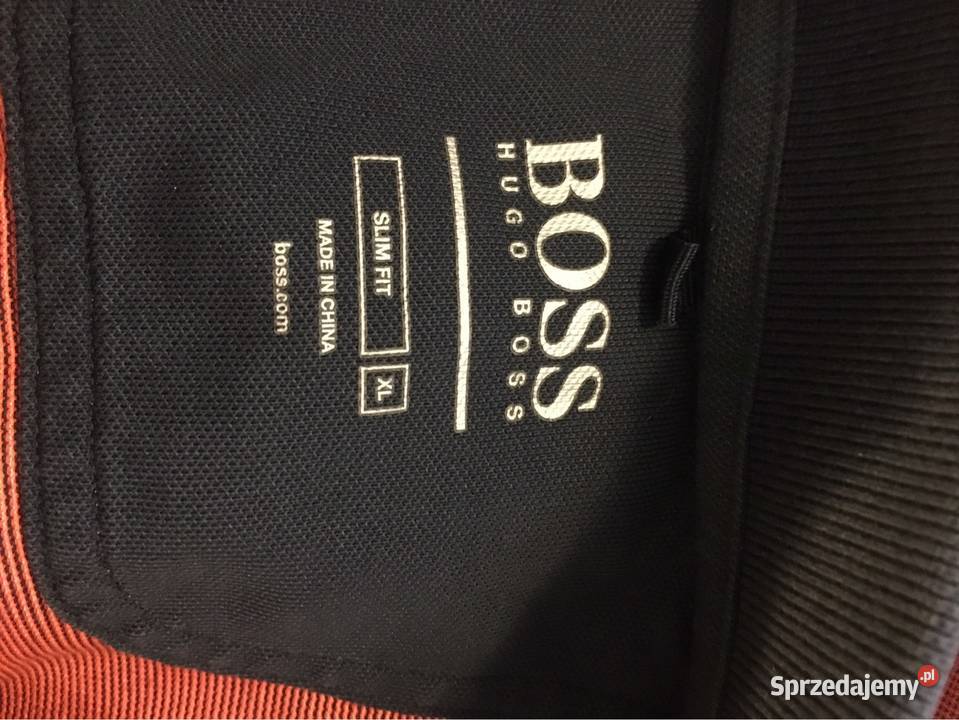 BOSS
HUGO BOSS
SLIM FIT XL
MADE IN CHINA
boss.com
Sprzedajemy.pl